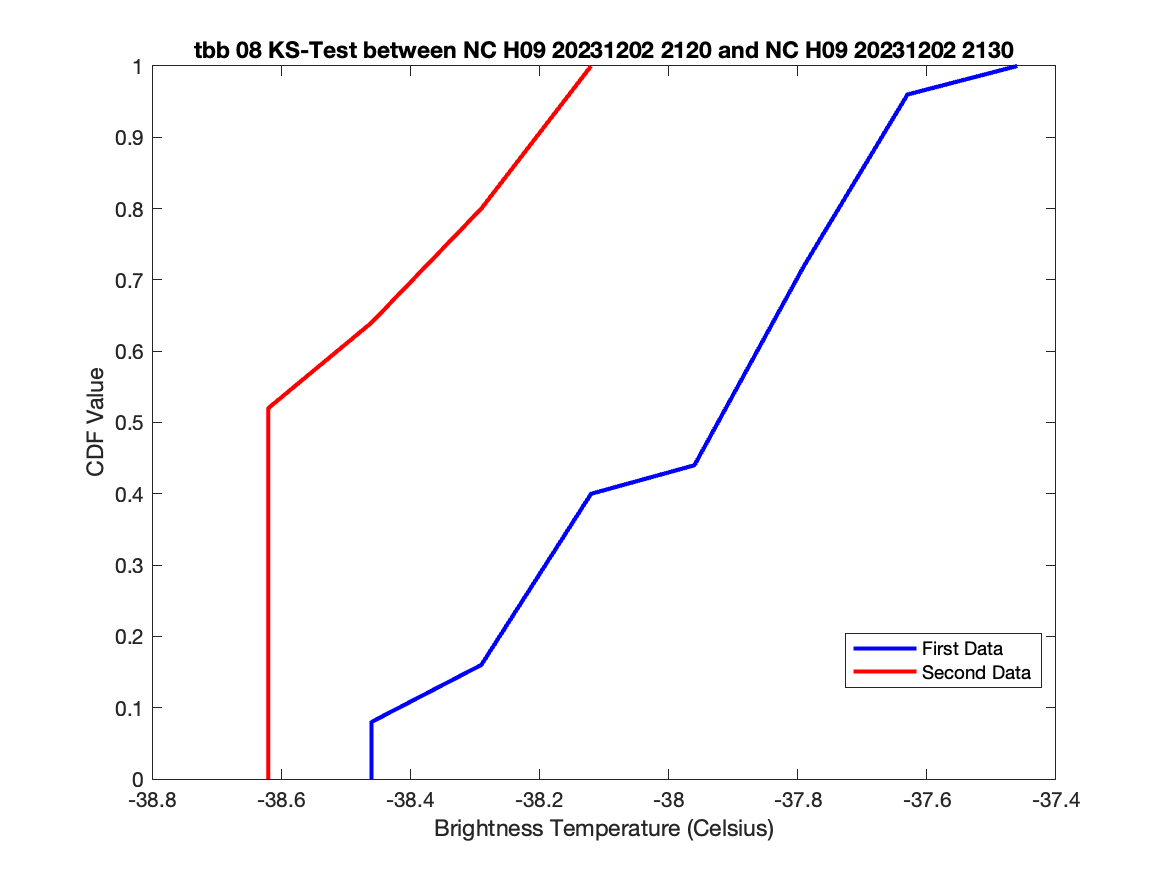 tbb 08 KS-Test between NC H09 20231202 2120 and NC H09 20231202 2130
1
0.9
0.8
0.7
0.6
0.5
0.4
0.3
0.2
0.1
0
CDF Value
First Data
Second Data
-38.8 -38.6 -38.4 -38.2 -38 -37.8 -37.6 -37.4
Brightness Temperature (Celsius)